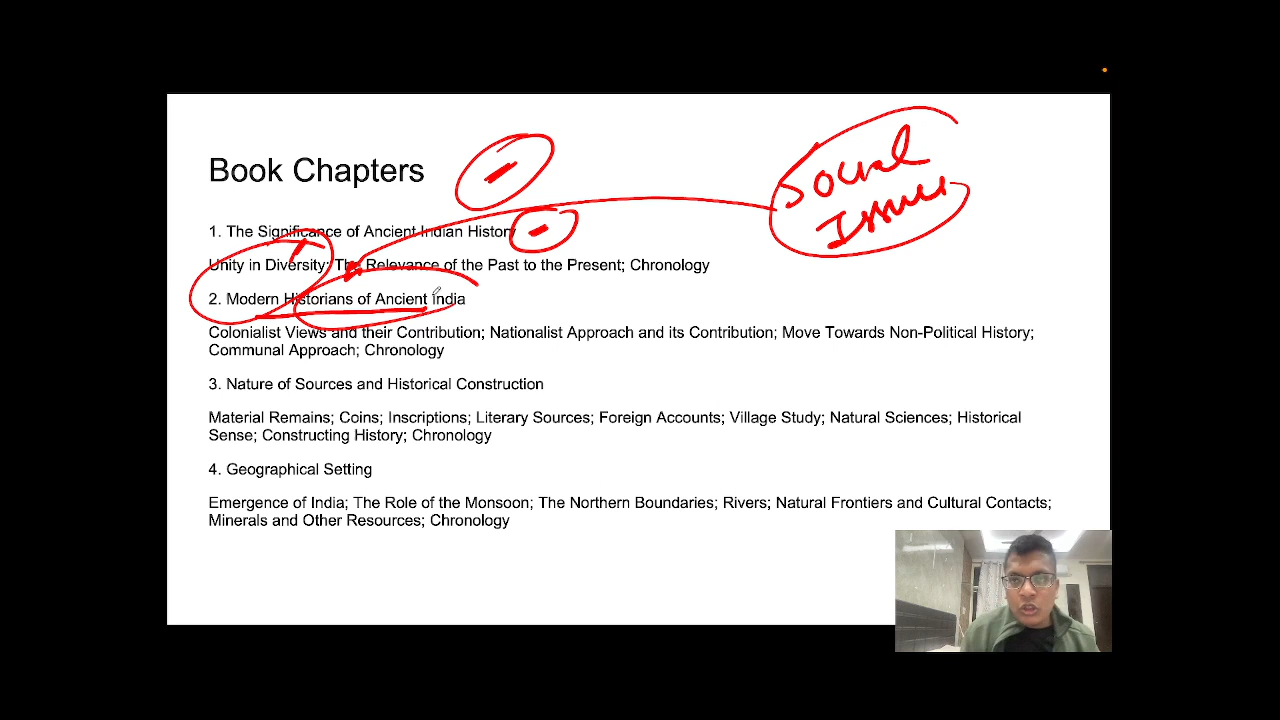 Book Chapters
Social
Issues
1. The Significance of Ancient Indian History
Unity in Diversity; The Relevance of the Past to the Present; Chronology
2. Modern Historians of Ancient India
Colonialist Views and their Contribution; Nationalist Approach and its Contribution; Move Towards Non-Political History;
Communal Approach; Chronology
3. Nature of Sources and Historical Construction
Material Remains; Coins; Inscriptions; Literary Sources; Foreign Accounts; Village Study; Natural Sciences; Historical
Sense; Constructing History; Chronology
4. Geographical Setting
Emergence of India; The Role of the Monsoon; The Northern Boundaries; Rivers; Natural Frontiers and Cultural Contacts;
Minerals and Other Resources; Chronology